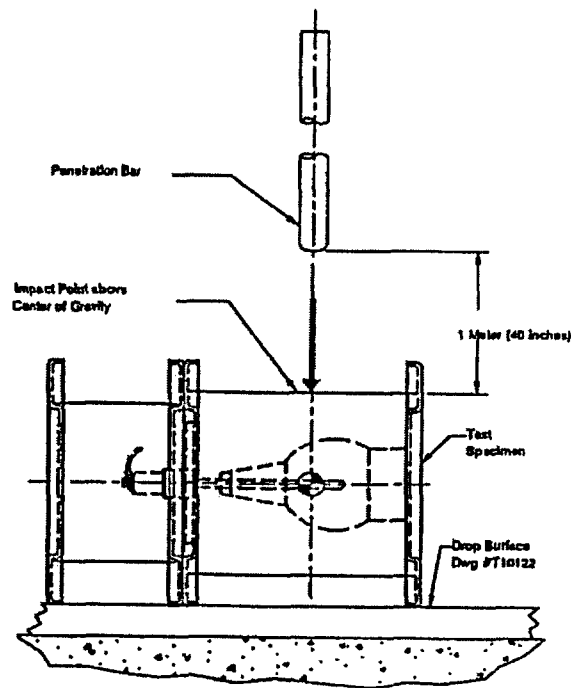 Penetration Bar
Impact Point above
Center of Gravity
1 Meter (40 inches)
Test
Specimen
Drop Surface
Dwg #T10122